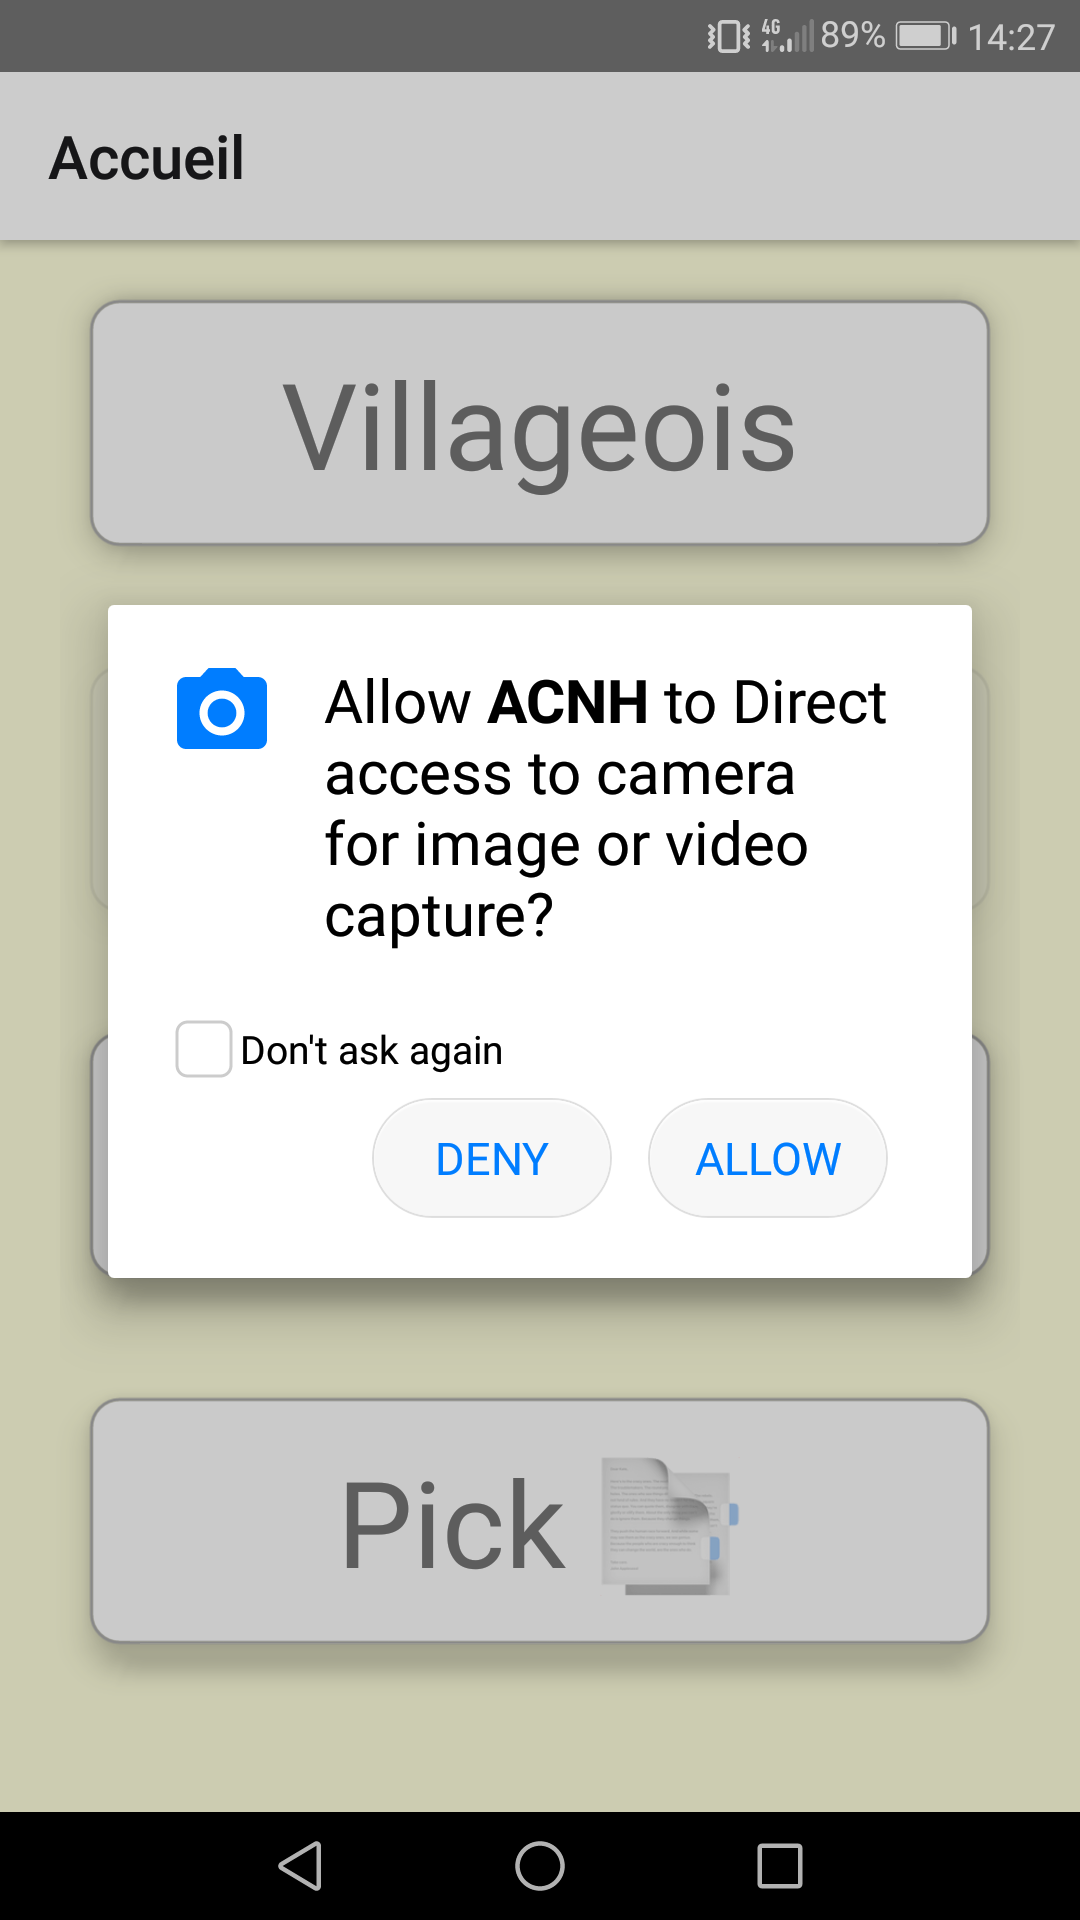 4G 89% 14:27
Accueil
Villageois
Allow ACNH to Direct
access to camera
for image or video
capture?
Don't ask again
DENY ALLOW
Pick